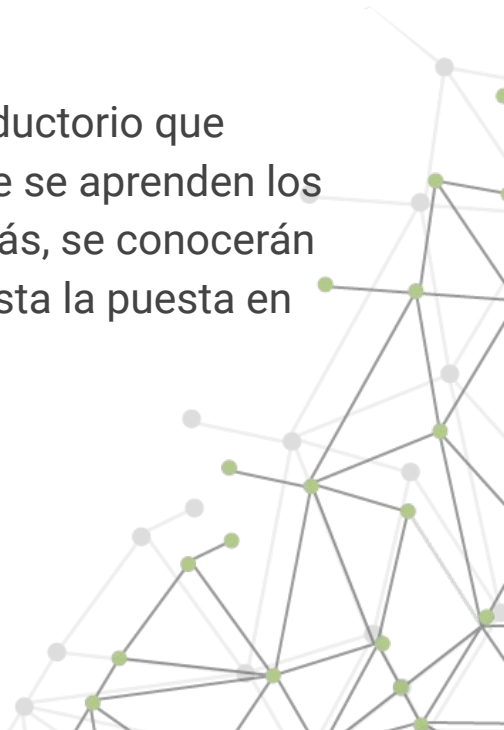 ductorio que
e se aprenden los
ás, se conocerán
sta la puesta en